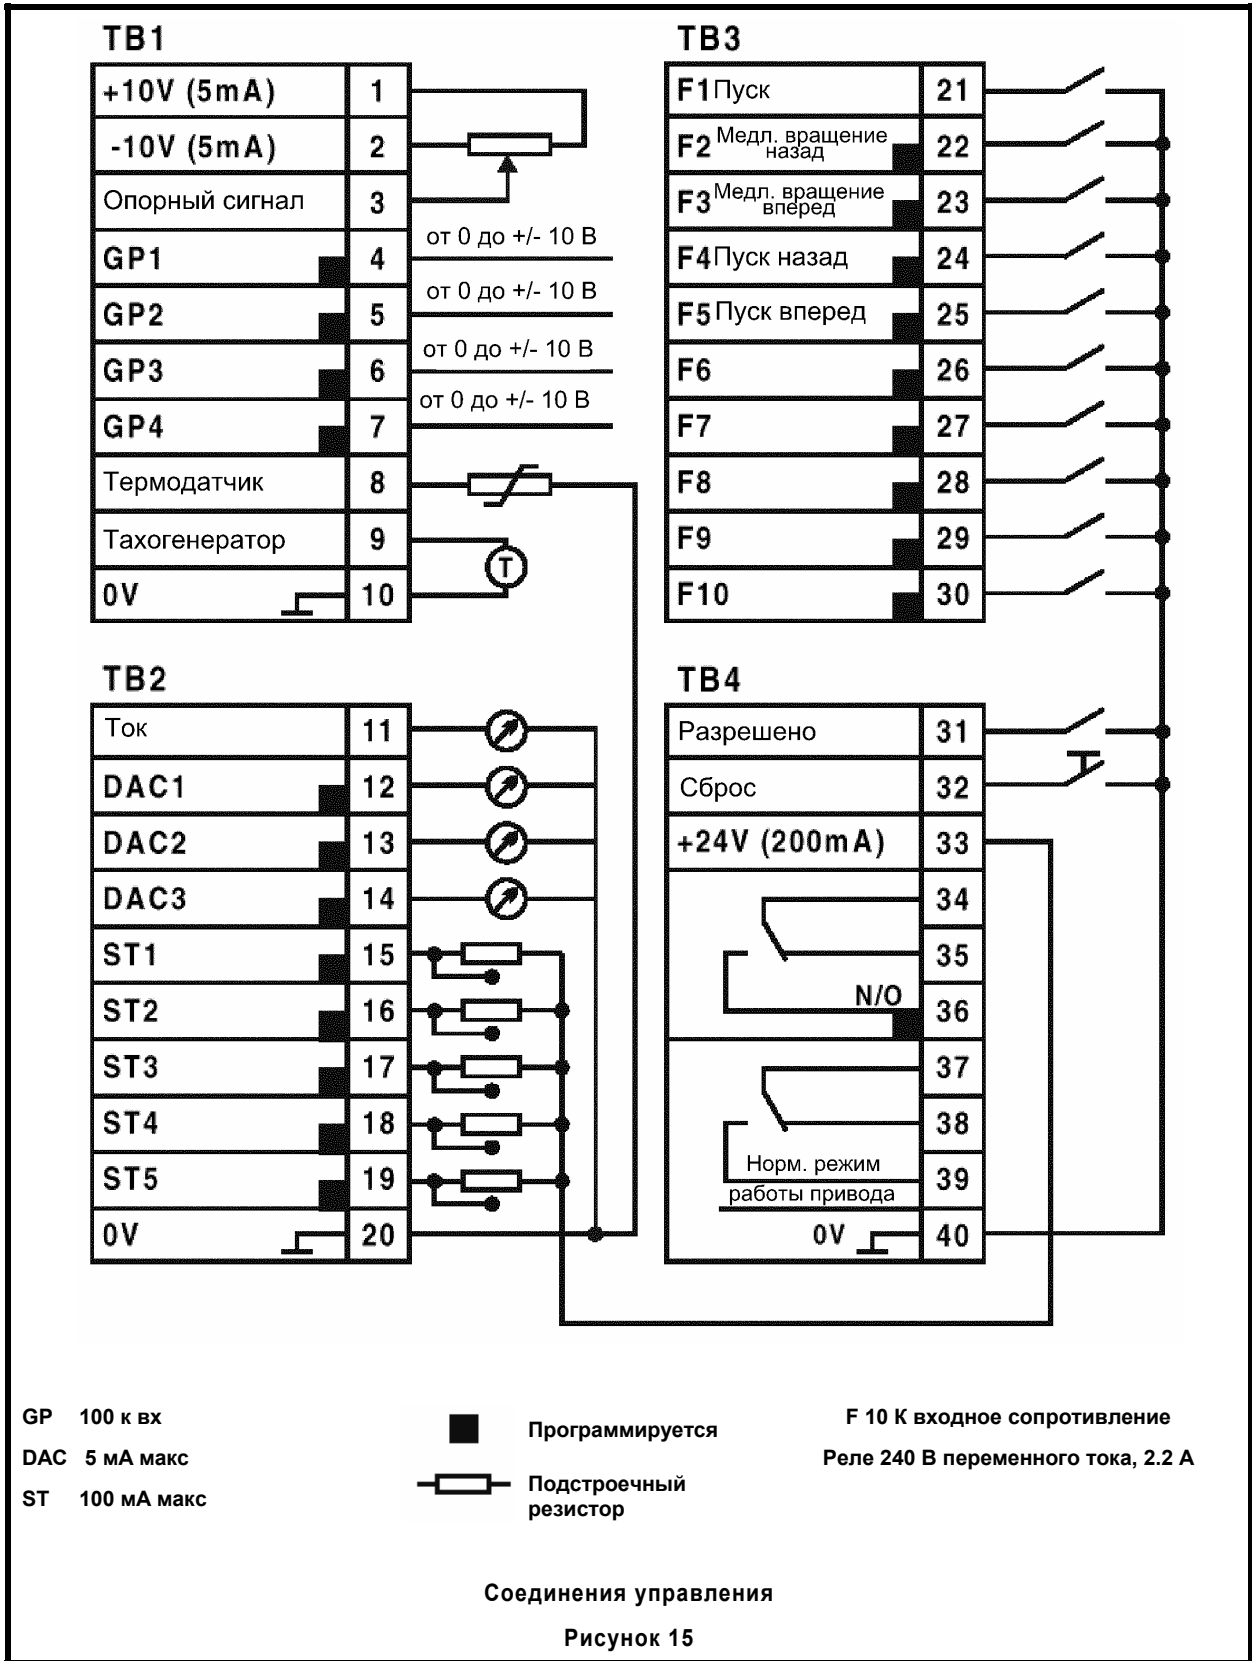 TB1
+10V (5mA) 1
-10V (5mA) 2
Опорный сигнал 3
GP1 4 от 0 до +/- 10 В
GP2 5 от 0 до +/- 10 В
GP3 6 от 0 до +/- 10 В
GP4 7 от 0 до +/- 10 В
Термодатчик 8
Тахогенератор 9
T
0V 10
TB2
Ток 11
DAC1 12
DAC2 13
DAC3 14
ST1 15
ST2 16
ST3 17
ST4 18
ST5 19
0V 20
TB3
F1 Пуск 21
F2 Медл. вращение
назад 22
F3 Медл. вращение
вперед 23
F4 Пуск назад 24
F5 Пуск вперед 25
F6 26
F7 27
F8 28
F9 29
F10 30
TB4
Разрешено 31
Сброс 32
+24V (200mA) 33
34
35
N/O 36
37
38
Норм. режим 39
работы привода
0V 40
GP 100 к вх
DAC 5 мА макс
ST 100 мА макс
Программируется
Подстроечный
резистор
F 10 К входное сопротивление
Реле 240 В переменного тока, 2.2 А
Соединения управления
Рисунок 15